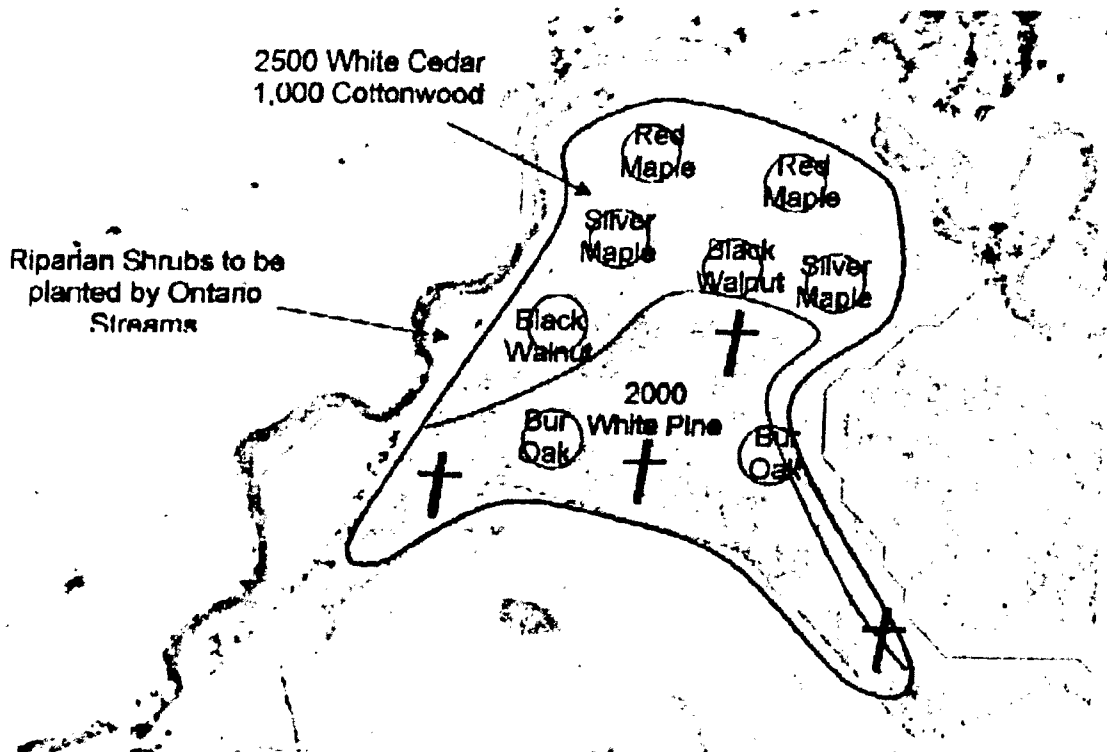 2500 White Cedar
1,000 Cottonwood
Red
Maple
Red
Maple
Silver
Maple
Black
Walnut
Silver
Maple
Riparian Shrubs to be
planted by Ontario
Streams
Black
Walnut
2000
White Pine
Bur
Oak
Bur
Oak